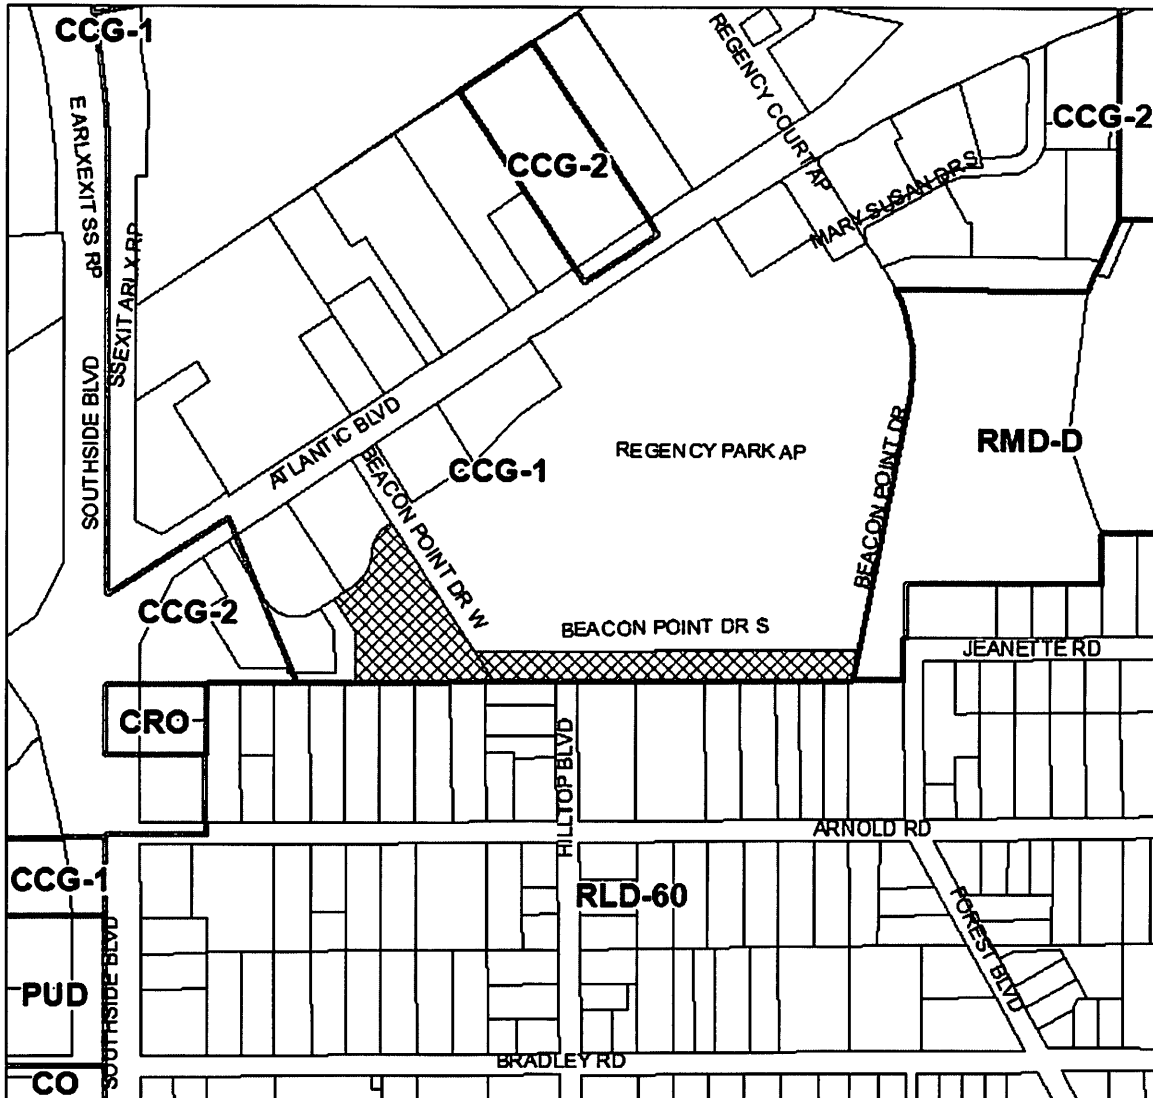 CCG-1
REGENCY COURT AP
EARLXEXIT SS RP
CCG-2
CCG-2
MARY SUSAN DR S
SSEXIT ARLX RP
SOUTHSIDE BLVD
ATLANTIC BLVD
CCG-1
REGENCY PARK AP
RMD-D
BEACON POINT DR
BEACON POINT DR W
CCG-2
BEACON POINT DR S
JEANETTE RD
CRO
HILLTOP BLVD
ARNOLD RD
CCG-1
RLD-60
FOREST BLVD
PUD
SOUTHSIDE BLVD
BRADLEY RD
CO